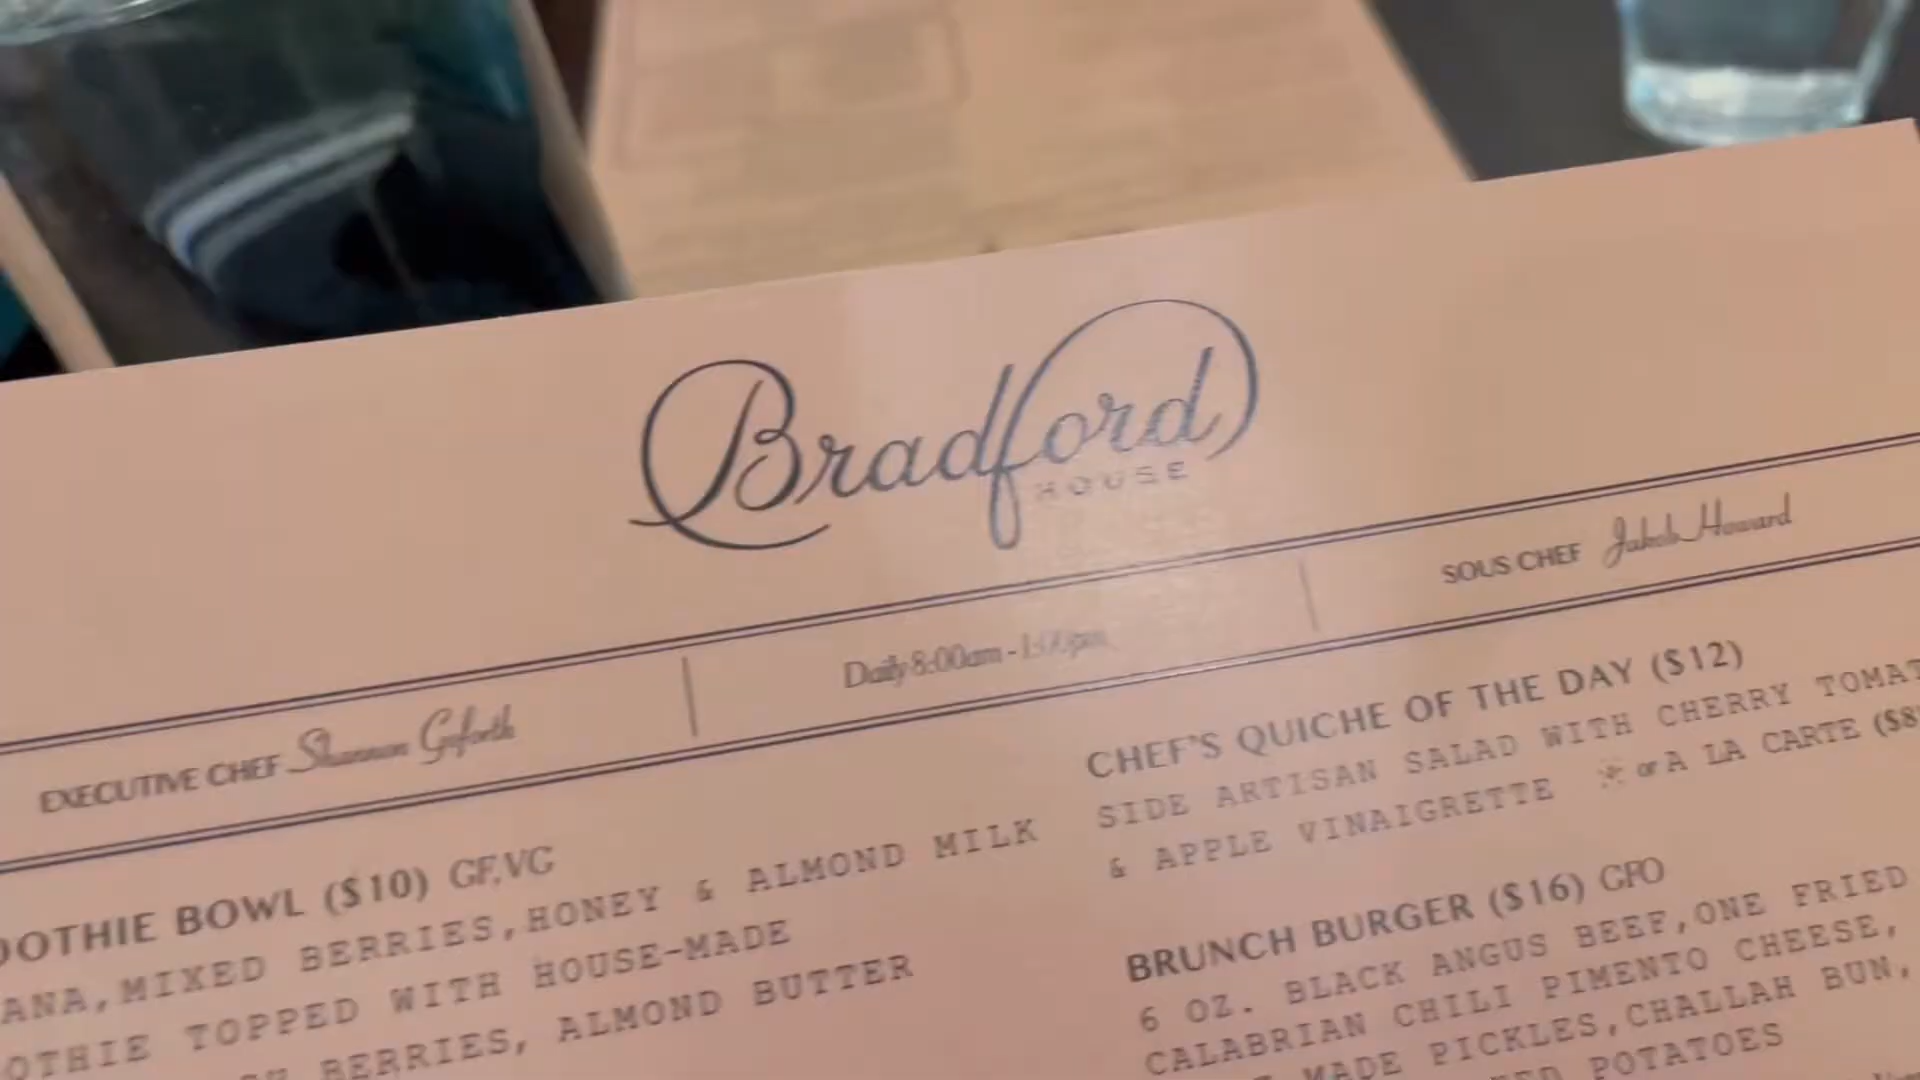 Bradford
HOUSE
EXECUTIVE CHEF Shannon Goforth
Daily 8:00am -
SOUS CHEF Jakob Howard
OOTHIE BOWL ($10) GF,VG
ANA,MIXED BERRIES,HONEY & ALMOND MILK
OTHIE TOPPED WITH HOUSE-MADE
BERRIES, ALMOND BUTTER
CHEF'S QUICHE OF THE DAY ($12)
SIDE ARTISAN SALAD WITH CHERRY TOMAT
& APPLE VINAIGRETTE or A LA CARTE ($8
BRUNCH BURGER ($16) GFO
6 OZ. BLACK ANGUS BEEF,ONE FRIED
CALABRIAN CHILI PIMENTO CHEESE,
MADE PICKLES,CHALLAH BUN,
POTATOES